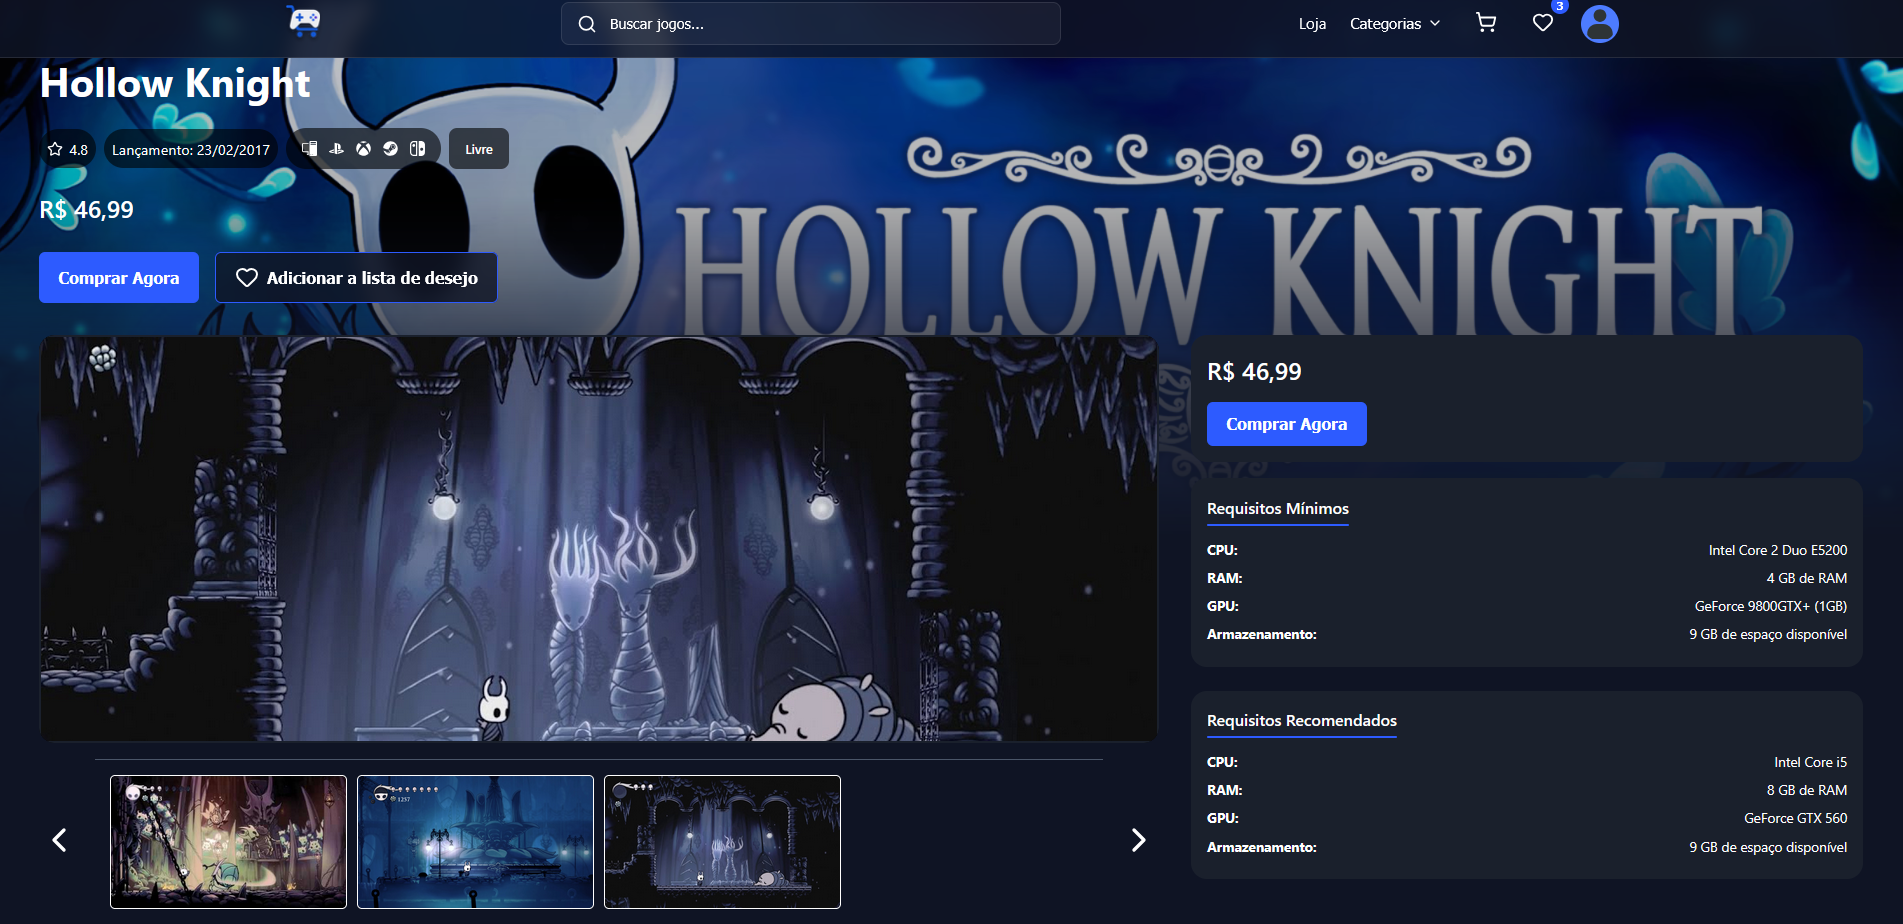 Buscar jogos...
Loja
Categorias
3
Hollow Knight
4.8
Lançamento: 23/02/2017
Livre
R$ 46,99
Comprar Agora
Adicionar a lista de desejo
HOLLOW KNIGHT
R$ 46,99
Comprar Agora
Requisitos Mínimos
CPU: Intel Core 2 Duo E5200
RAM: 4 GB de RAM
GPU: GeForce 9800GTX+ (1GB)
Armazenamento: 9 GB de espaço disponível
Requisitos Recomendados
CPU: Intel Core i5
RAM: 8 GB de RAM
GPU: GeForce GTX 560
Armazenamento: 9 GB de espaço disponível